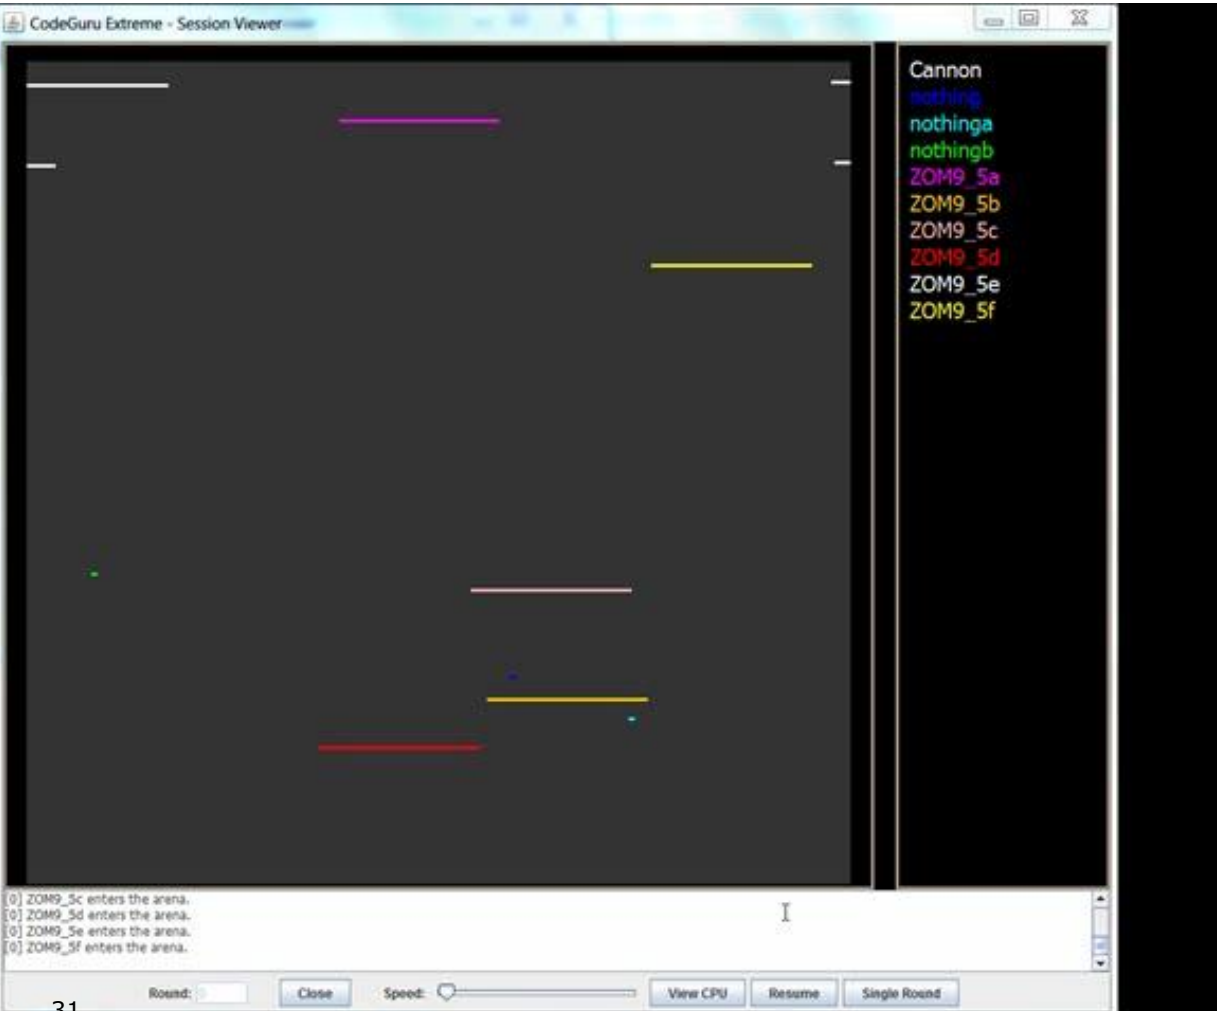 CodeGuru Extreme - Session Viewer
Cannon
nothing
nothinga
nothingb
ZOM9_5a
ZOM9_5b
ZOM9_5c
ZOM9_5d
ZOM9_5e
ZOM9_5f
[0] ZOM9_5c enters the arena.
[0] ZOM9_5d enters the arena.
[0] ZOM9_5e enters the arena.
[0] ZOM9_5f enters the arena.
Round: Close Speed: View CPU Resume Single Round
31